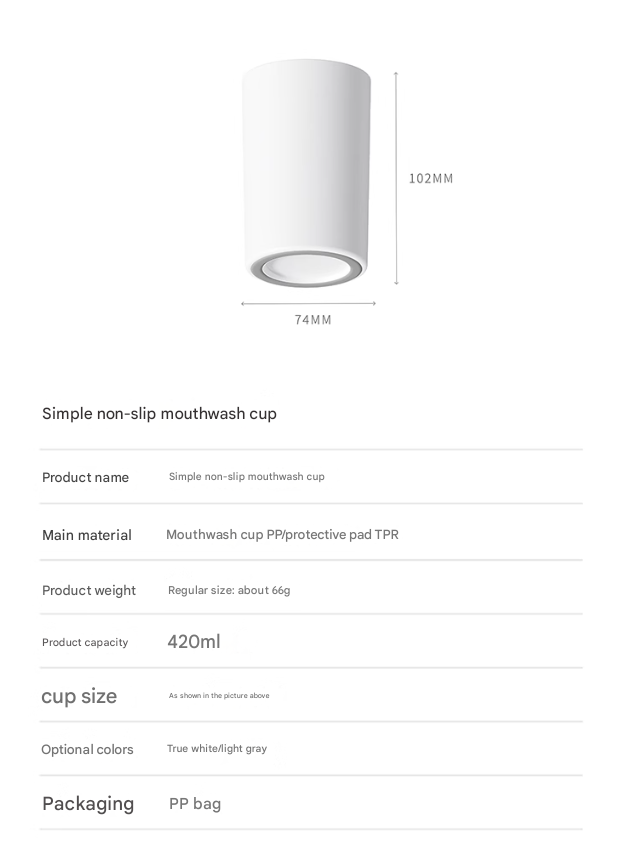 102MM
74MM
Simple non-slip mouthwash cup
Product name Simple non-slip mouthwash cup
Main material Mouthwash cup PP/protective pad TPR
Product weight Regular size: about 66g
Product capacity 420ml
cup size As shown in the picture above
Optional colors True white/light gray
Packaging PP bag